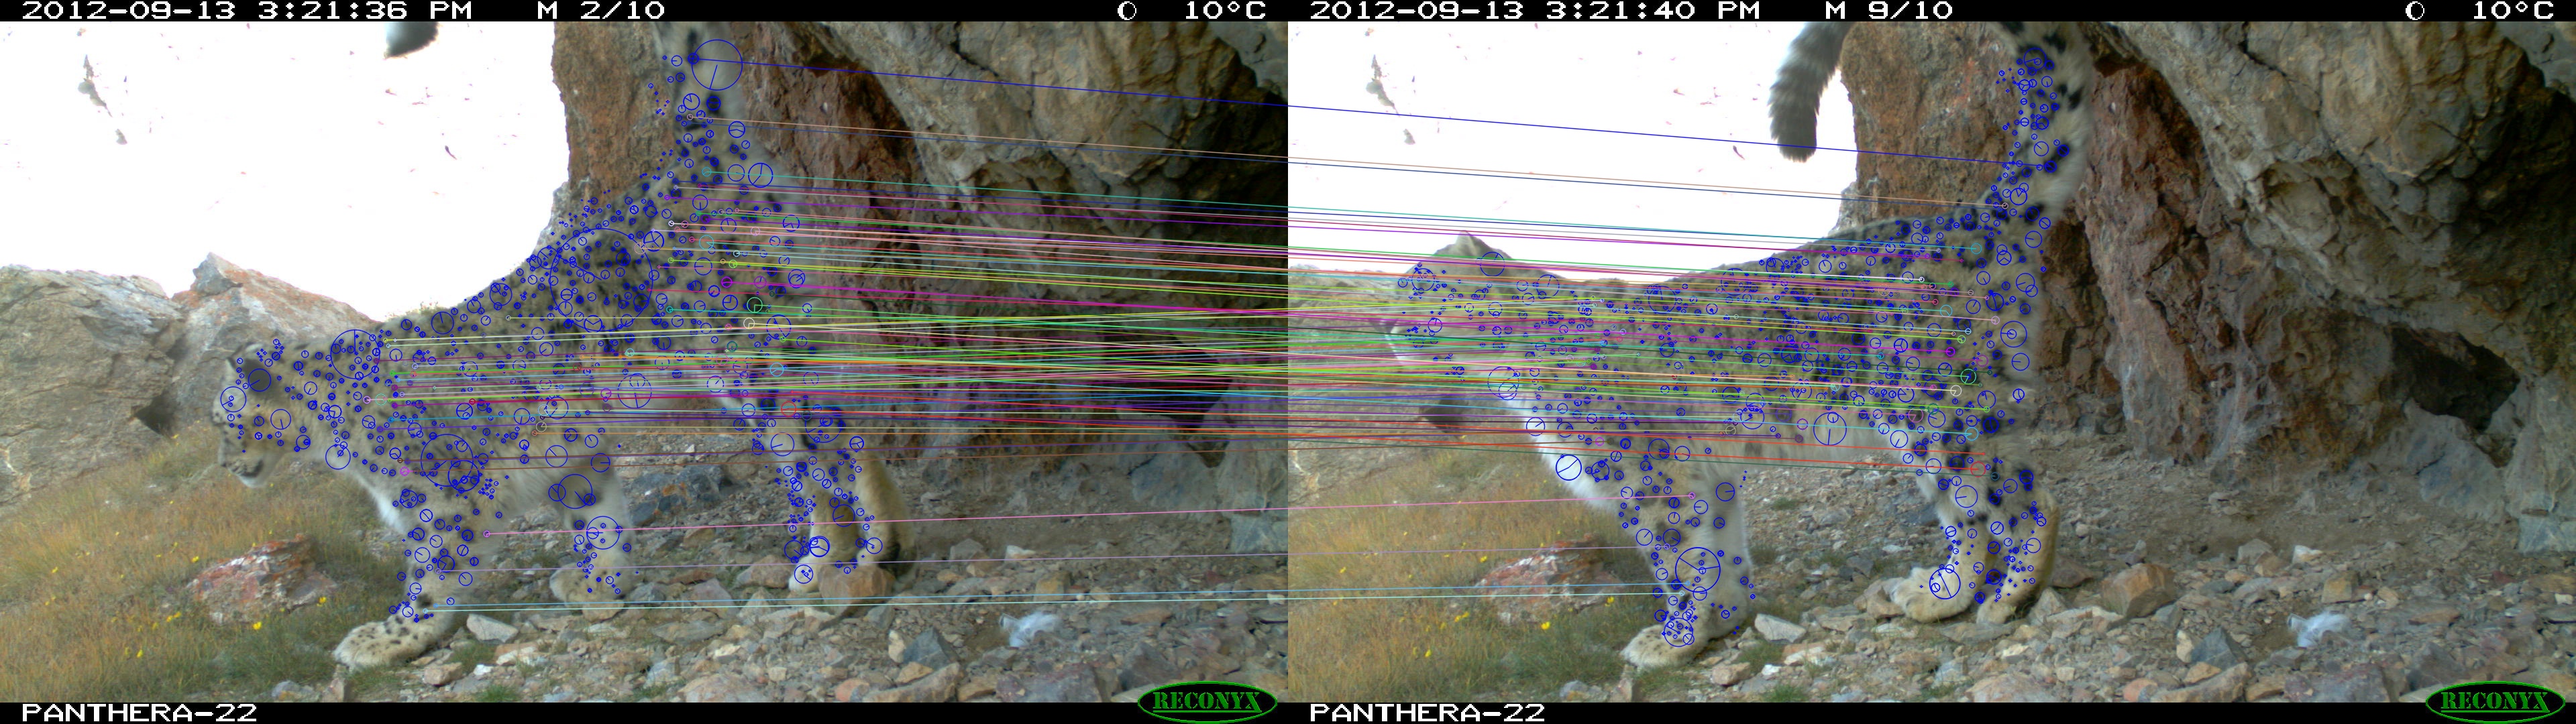 2012-09-13 3:21:36 PM M 2/10 10°C
2012-09-13 3:21:40 PM M 9/10 10°C
PANTHERA-22 RECONYX
PANTHERA-22 RECONYX